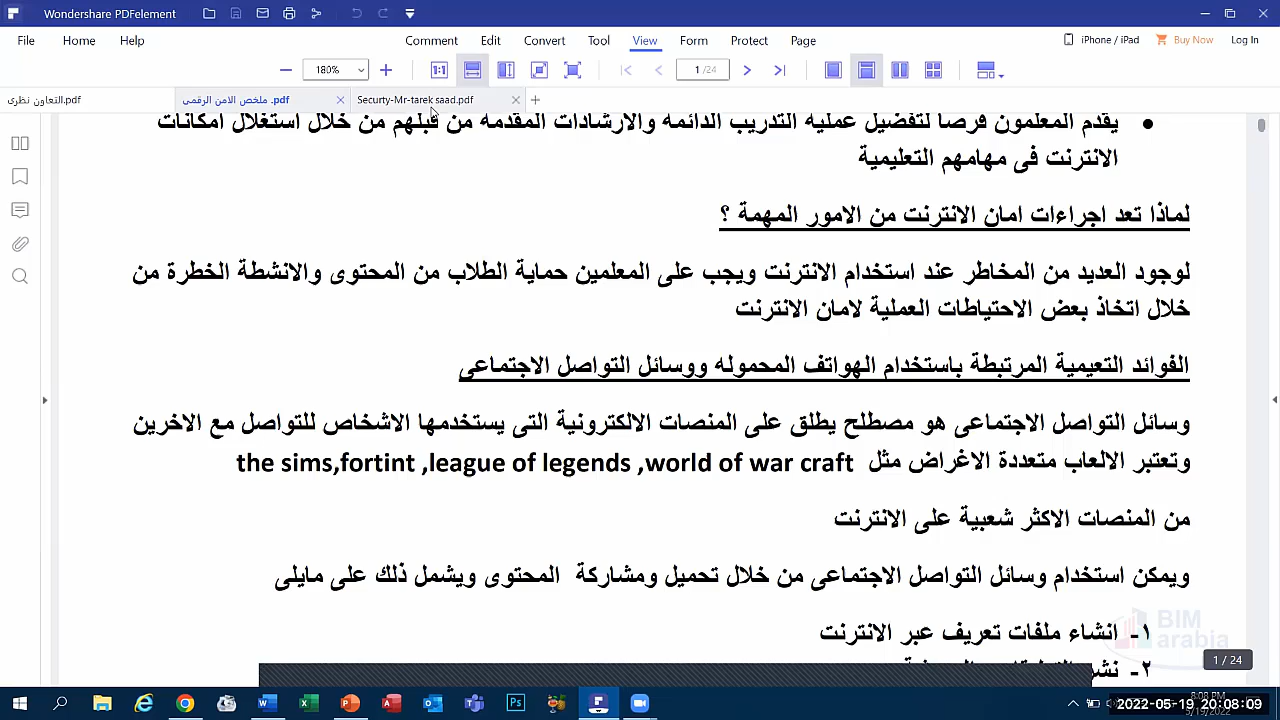 Wondershare PDFelement
File Home Help Comment Edit Convert Tool View Form Protect Page iPhone / iPad Buy Now Log In
180% 1 /24
التعاون نظرى.pdf ملخص الامن الرقمى .pdf Securty-Mr-tarek saad.pdf
يقدم المعلمون فرصا لتفضيل عمليه التدريب الدائمه والارشادات المقدمه من قبلهم من خلال استغلال امكانات
الانترنت فى مهامهم التعليمية
لماذا تعد اجراءات امان الانترنت من الامور المهمة ؟
لوجود العديد من المخاطر عند استخدام الانترنت ويجب على المعلمين حماية الطلاب من المحتوى والانشطة الخطرة من
خلال اتخاذ بعض الاحتياطات العملية لامان الانترنت
الفوائد التعيمية المرتبطة باستخدام الهواتف المحموله ووسائل التواصل الاجتماعى
وسائل التواصل الاجتماعى هو مصطلح يطلق على المنصات الالكترونية التى يستخدمها الاشخاص للتواصل مع الاخرين
وتعتبر الالعاب متعددة الاغراض مثل the sims,fortint ,league of legends ,world of war craft
من المنصات الاكثر شعبية على الانترنت
ويمكن استخدام وسائل التواصل الاجتماعى من خلال تحميل ومشاركة المحتوى ويشمل ذلك على مايلى
١- انشاء ملفات تعريف عبر الانترنت
٢- نشر
BIM
arabia
1 / 24
2022-05-19 20:08:09